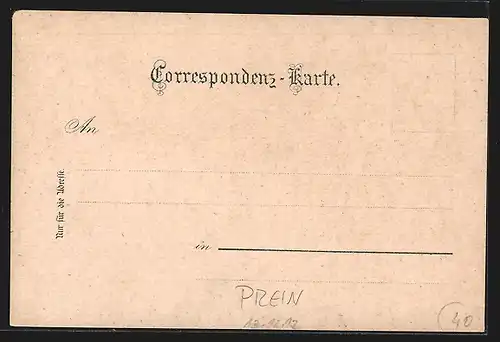 Correspondenz-Karte.
An
Nur für die Adresse.
in
PREIN
40